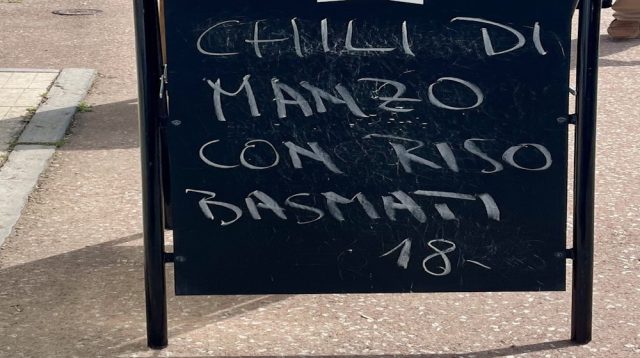 CHILI DI
MANZO
CON RISO
BASMATI
18.-